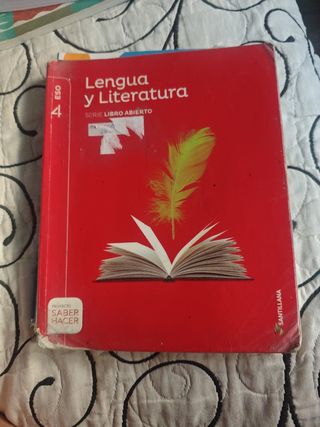 Lengua
y Literatura
SERIE LIBRO ABIERTO
4 ESO
PROYECTO
SABER
HACER
SANTILLANA